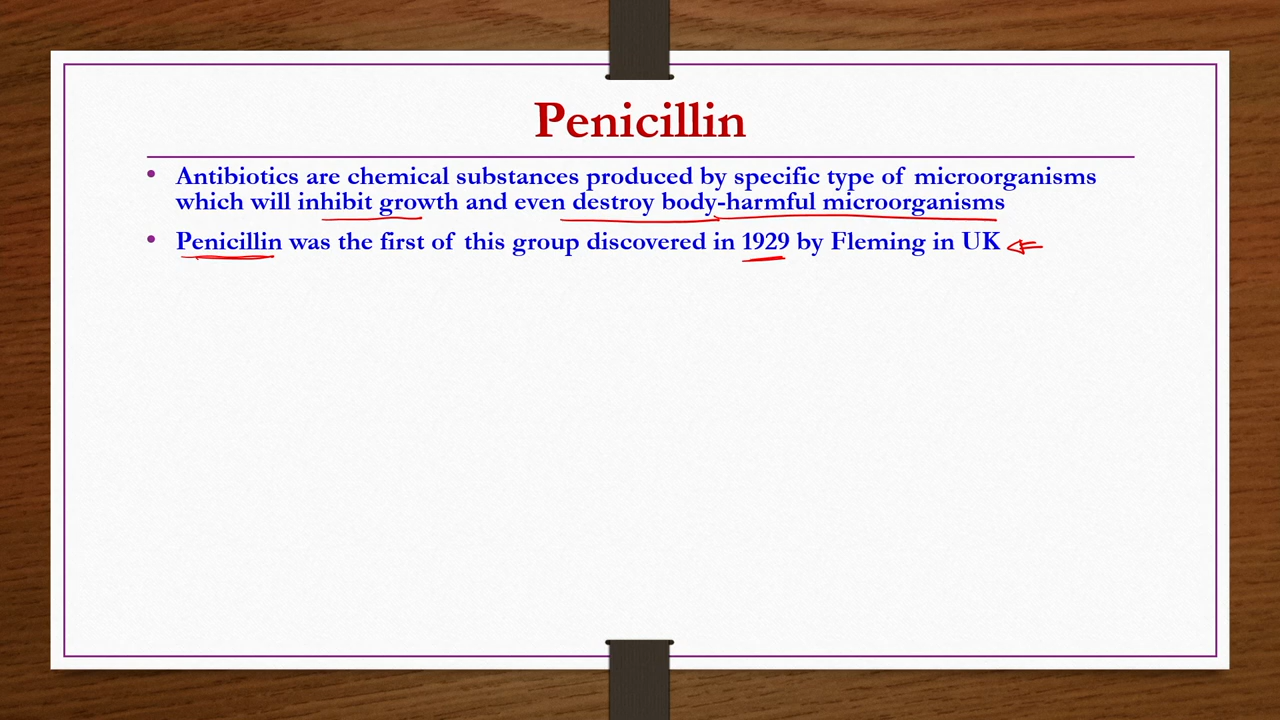 Penicillin
• Antibiotics are chemical substances produced by specific type of microorganisms
which will inhibit growth and even destroy body-harmful microorganisms
• Penicillin was the first of this group discovered in 1929 by Fleming in UK